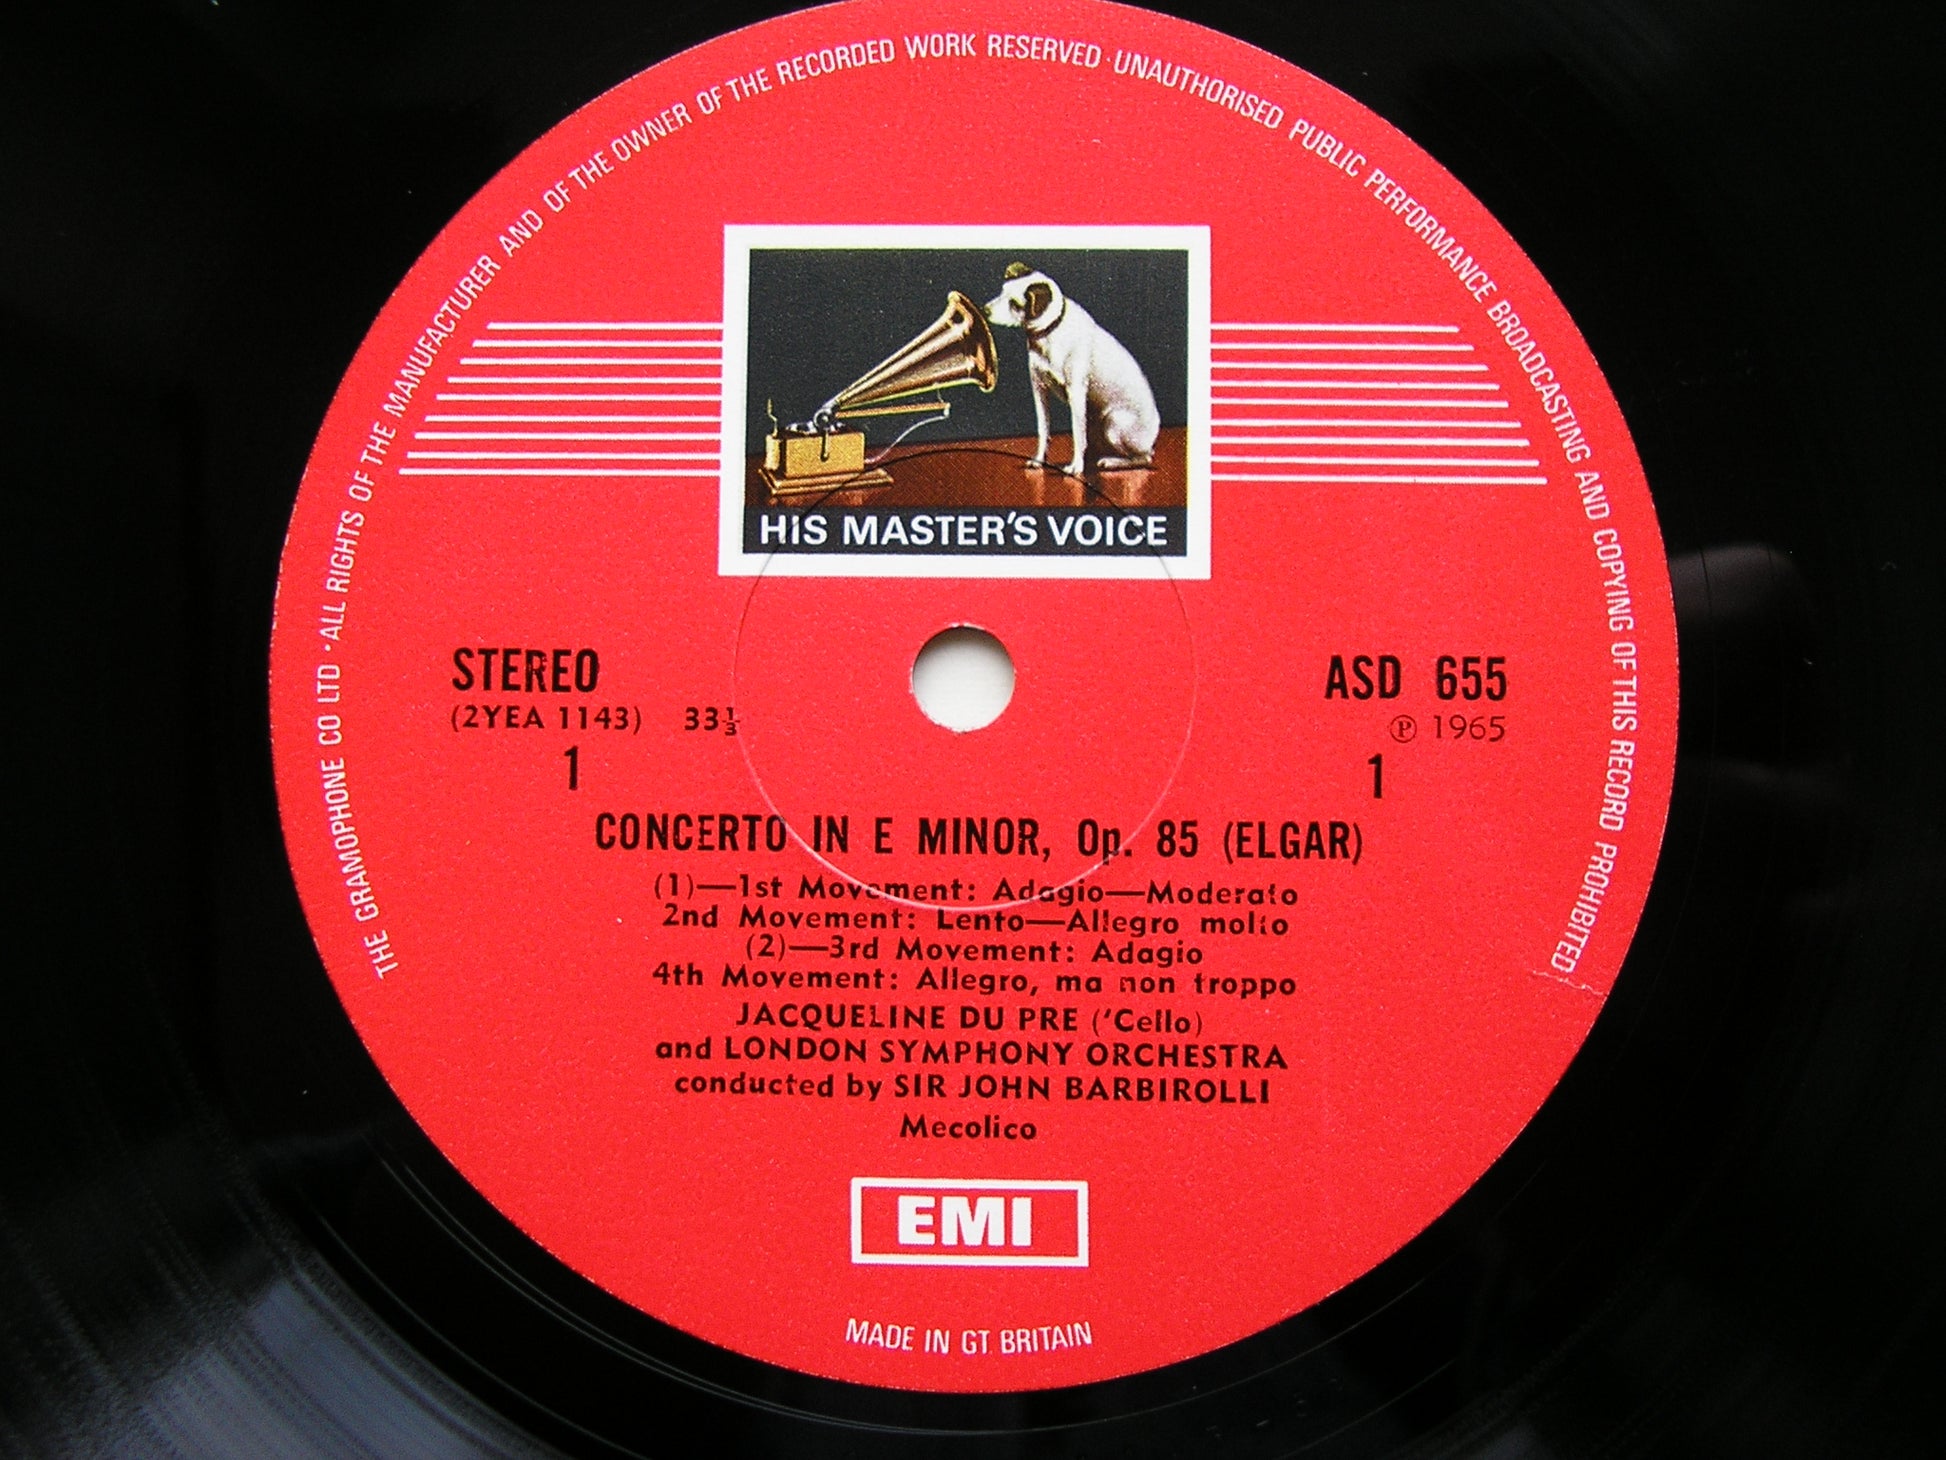 THE GRAMOPHONE CO LTD · ALL RIGHTS OF THE MANUFACTURER AND OF THE OWNER OF THE RECORDED WORK RESERVED · UNAUTHORISED PUBLIC PERFORMANCE BROADCASTING AND COPYING OF THIS RECORD PROHIBITED
HIS MASTER'S VOICE
STEREO
(2YEA 1143) 33⅓
1
ASD 655
℗ 1965
1
CONCERTO IN E MINOR, Op. 85 (ELGAR)
(1)—1st Movement: Adagio—Moderato
2nd Movement: Lento—Allegro molto
(2)—3rd Movement: Adagio
4th Movement: Allegro, ma non troppo
JACQUELINE DU PRE ('Cello)
and LONDON SYMPHONY ORCHESTRA
conducted by SIR JOHN BARBIROLLI
Mecolico
EMI
MADE IN GT. BRITAIN